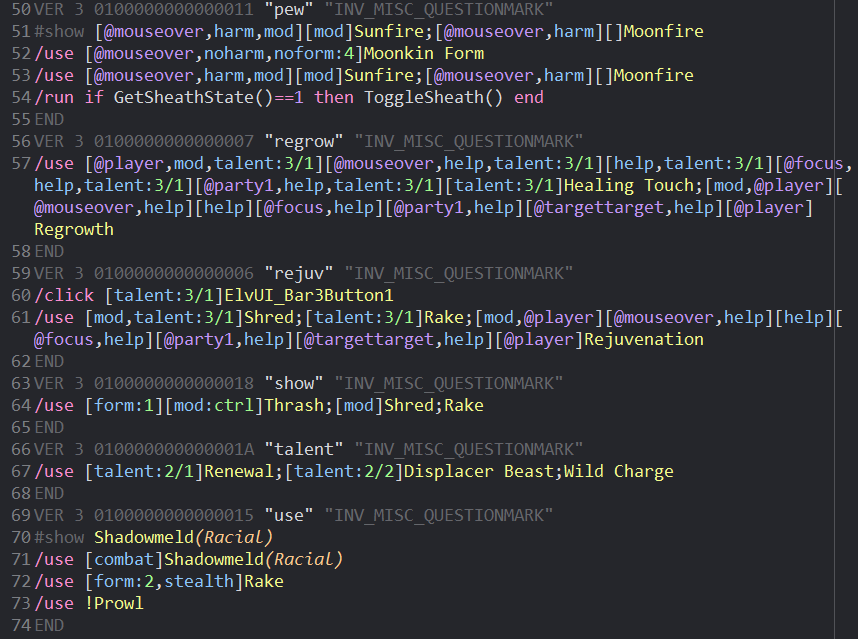 50 VER 3 0100000000000011 "pew" "INV_MISC_QUESTIONMARK"
51 #show [@mouseover,harm,mod][mod]Sunfire;[@mouseover,harm][]Moonfire
52 /use [@mouseover,noharm,noform:4]Moonkin Form
53 /use [@mouseover,harm,mod][mod]Sunfire;[@mouseover,harm][]Moonfire
54 /run if GetSheathState()==1 then ToggleSheath() end
55 END
56 VER 3 0100000000000007 "regrow" "INV_MISC_QUESTIONMARK"
57 /use [@player,mod,talent:3/1][@mouseover,help,talent:3/1][help,talent:3/1][@focus,
help,talent:3/1][@party1,help,talent:3/1][talent:3/1]Healing Touch;[mod,@player][
@mouseover,help][help][@focus,help][@party1,help][@targettarget,help][@player]
Regrowth
58 END
59 VER 3 0100000000000006 "rejuv" "INV_MISC_QUESTIONMARK"
60 /click [talent:3/1]ElvUI_Bar3Button1
61 /use [mod,talent:3/1]Shred;[talent:3/1]Rake;[mod,@player][@mouseover,help][help][
@focus,help][@party1,help][@targettarget,help][@player]Rejuvenation
62 END
63 VER 3 0100000000000018 "show" "INV_MISC_QUESTIONMARK"
64 /use [form:1][mod:ctrl]Thrash;[mod]Shred;Rake
65 END
66 VER 3 010000000000001A "talent" "INV_MISC_QUESTIONMARK"
67 /use [talent:2/1]Renewal;[talent:2/2]Displacer Beast;Wild Charge
68 END
69 VER 3 0100000000000015 "use" "INV_MISC_QUESTIONMARK"
70 #show Shadowmeld(Racial)
71 /use [combat]Shadowmeld(Racial)
72 /use [form:2,stealth]Rake
73 /use !Prowl
74 END